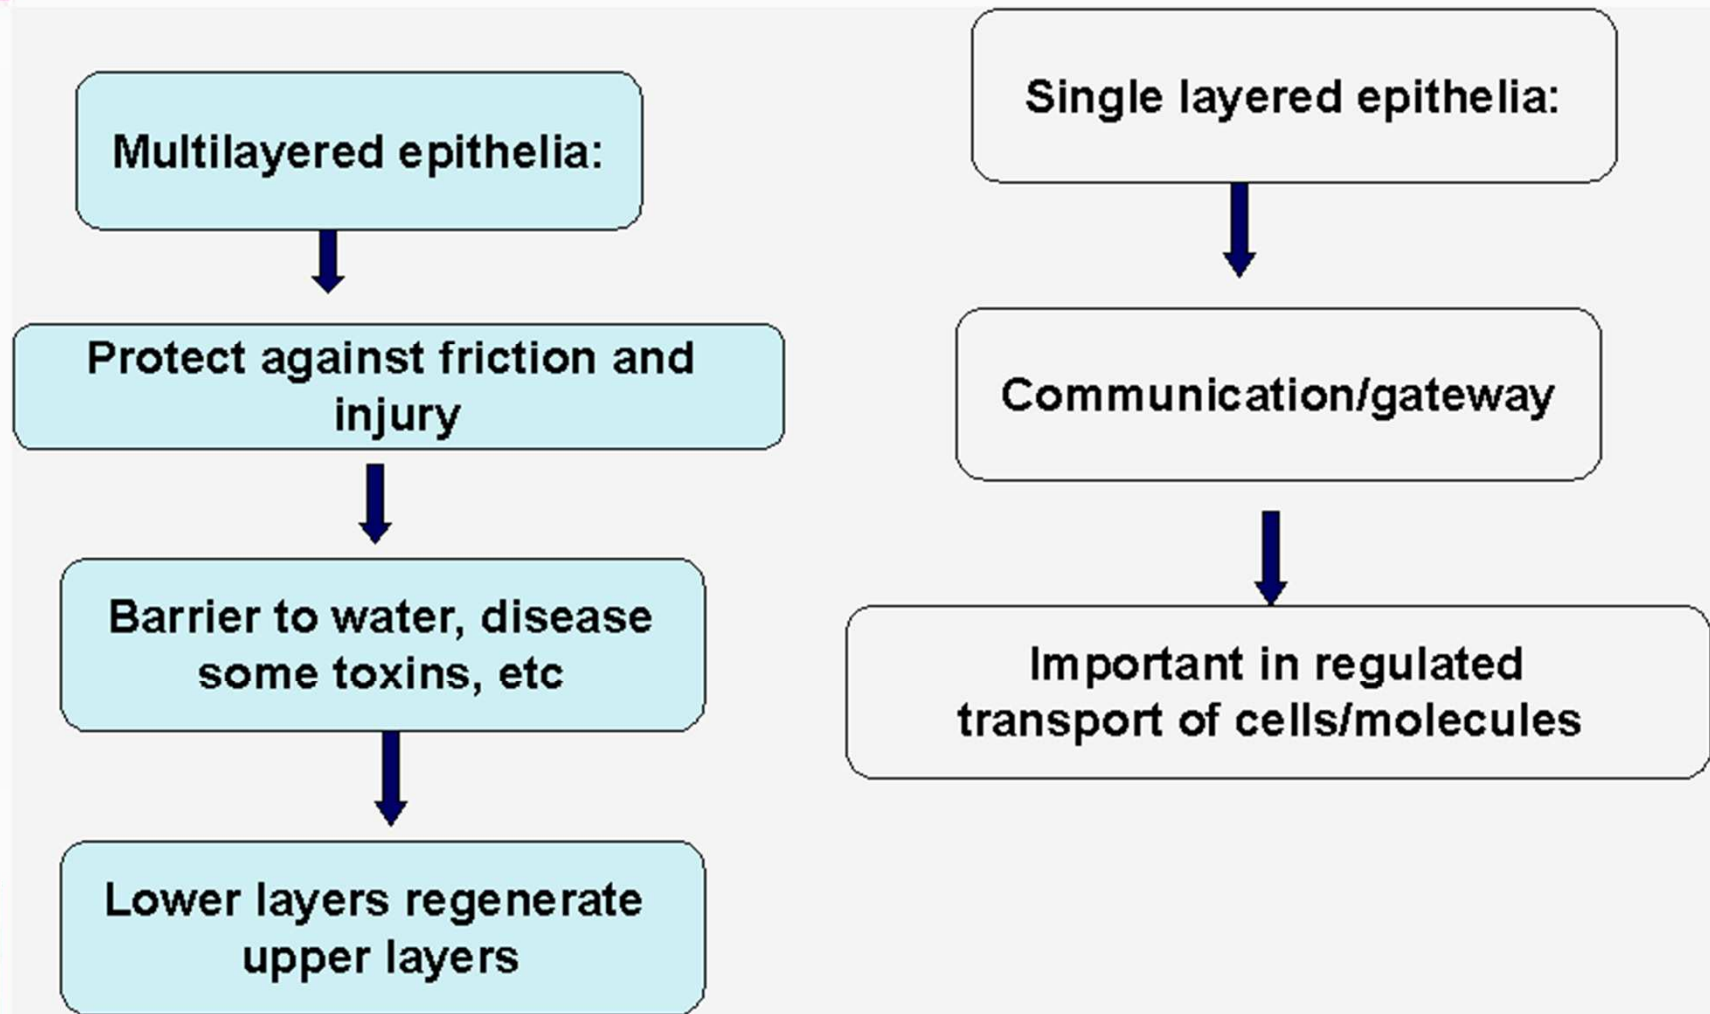 Multilayered epithelia:
Protect against friction and
injury
Barrier to water, disease
some toxins, etc
Lower layers regenerate
upper layers
Single layered epithelia:
Communication/gateway
Important in regulated
transport of cells/molecules